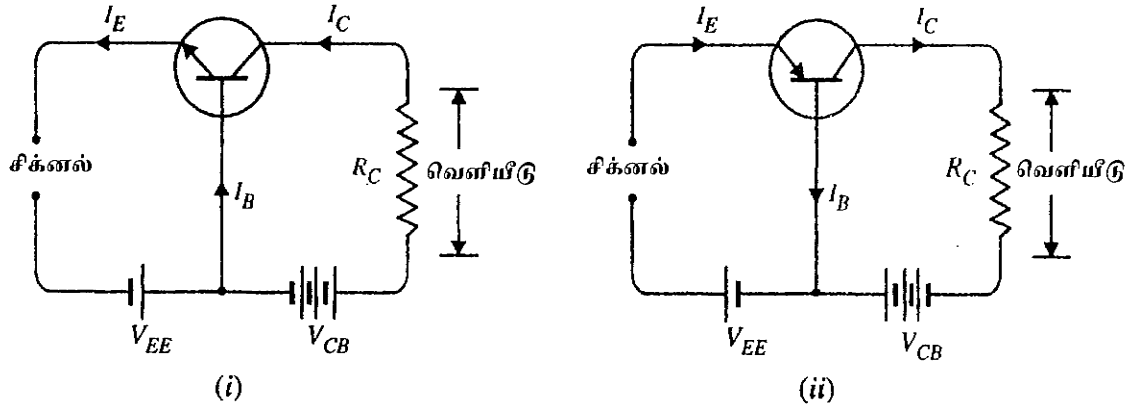 I_E I_C
சிக்னல் I_B R_C வெளியீடு
V_EE V_CB
(i)
I_E I_C
சிக்னல் I_B R_C வெளியீடு
V_EE V_CB
(ii)